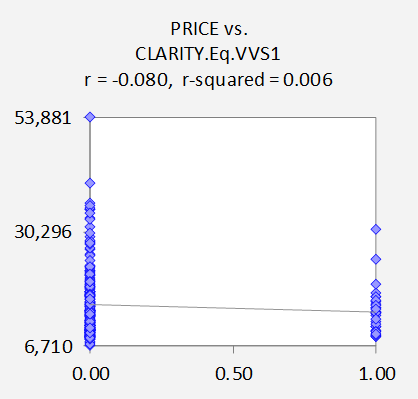 PRICE vs.
CLARITY.Eq.VVS1
r = -0.080,  r-squared = 0.006
53,881
30,296
6,710
0.00 0.50 1.00